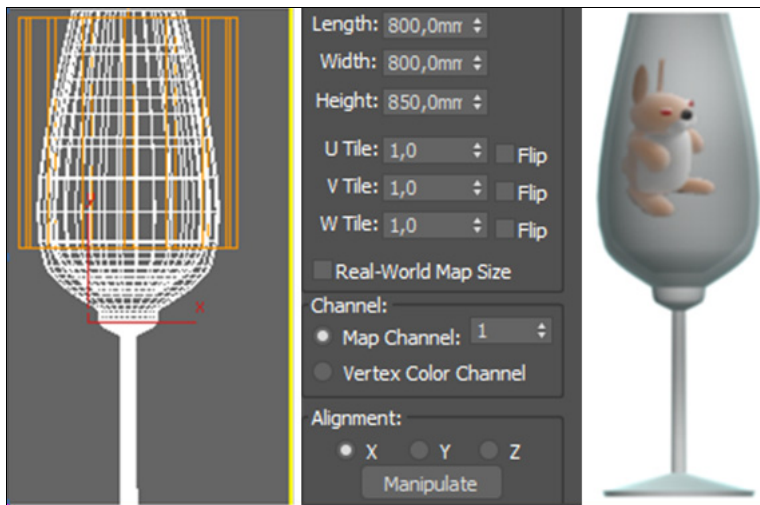 Length: 800,0mm
Width: 800,0mm
Height: 850,0mm
U Tile: 1,0 Flip
V Tile: 1,0 Flip
W Tile: 1,0 Flip
Real-World Map Size
Channel:
Map Channel: 1
Vertex Color Channel
Alignment:
X Y Z
Manipulate
x